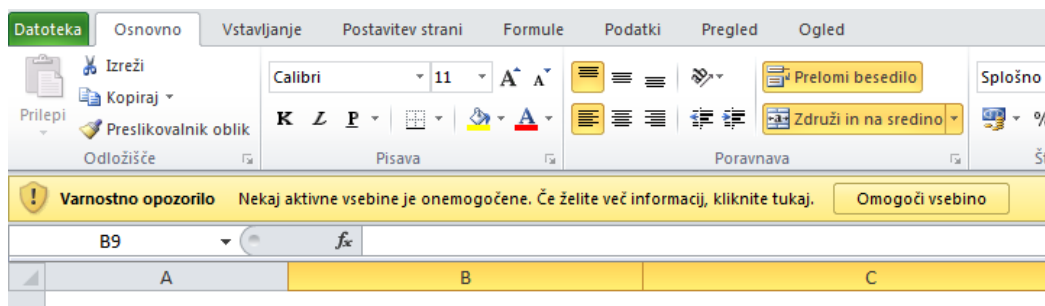 Datoteka Osnovno Vstavljanje Postavitev strani Formule Podatki Pregled Ogled
Izreži
Kopiraj
Prilepi
Preslikovalnik oblik
Odložišče
Calibri 11 A A
K L P A
Pisava
Prelomi besedilo
Združi in na sredino
Poravnava
Splošno
%
Varnostno opozorilo Nekaj aktivne vsebine je onemogočene. Če želite več informacij, kliknite tukaj. Omogoči vsebino
B9 fx
A B C